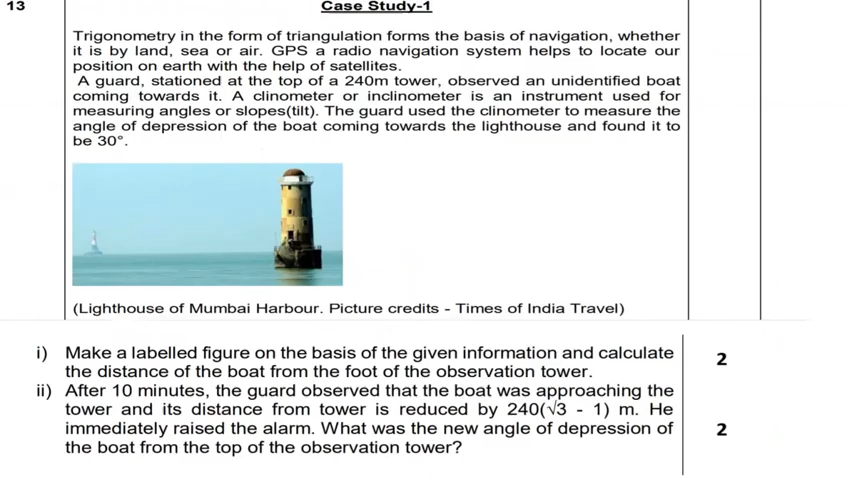 13
Case Study-1
Trigonometry in the form of triangulation forms the basis of navigation, whether
it is by land, sea or air. GPS a radio navigation system helps to locate our
position on earth with the help of satellites.
A guard, stationed at the top of a 240m tower, observed an unidentified boat
coming towards it. A clinometer or inclinometer is an instrument used for
measuring angles or slopes(tilt). The guard used the clinometer to measure the
angle of depression of the boat coming towards the lighthouse and found it to
be 30°.
(Lighthouse of Mumbai Harbour. Picture credits - Times of India Travel)
i) Make a labelled figure on the basis of the given information and calculate
the distance of the boat from the foot of the observation tower. 2
ii) After 10 minutes, the guard observed that the boat was approaching the
tower and its distance from tower is reduced by 240(√3 - 1) m. He
immediately raised the alarm. What was the new angle of depression of 2
the boat from the top of the observation tower?